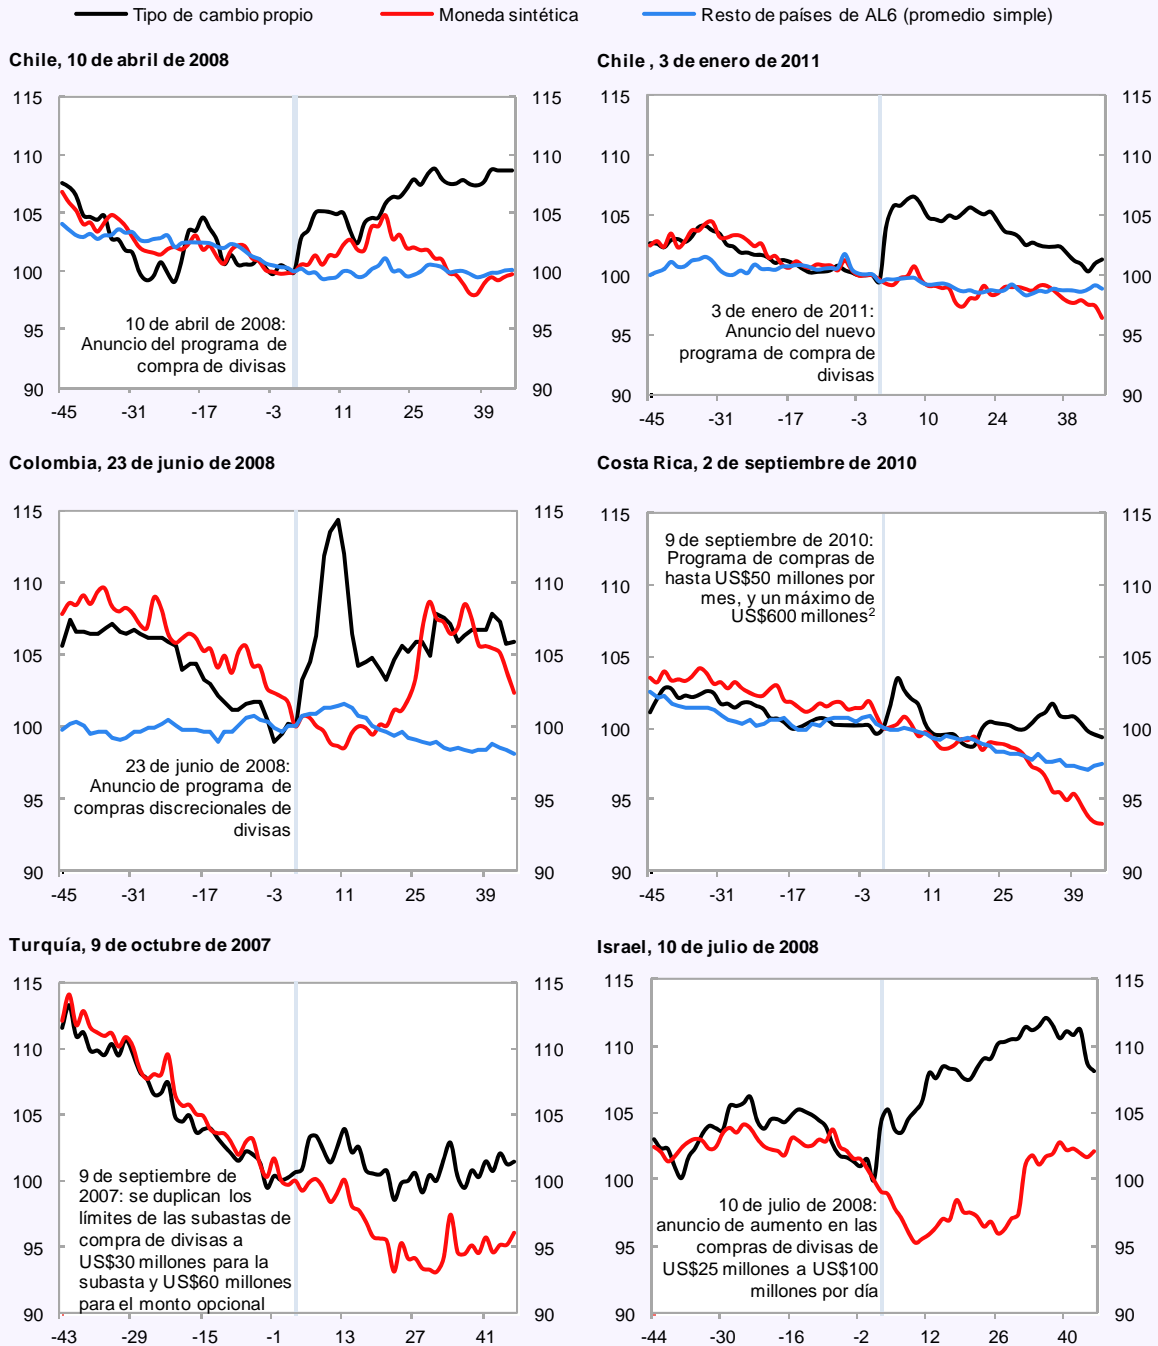 Tipo de cambio propio
Moneda sintética
Resto de países de AL6 (promedio simple)
Chile, 10 de abril de 2008
115 115
110 110
105 105
100 100
95 95
90 90
10 de abril de 2008:
Anuncio del programa de
compra de divisas
-45 -31 -17 -3 11 25 39
Chile , 3 de enero de 2011
115 115
110 110
105 105
100 100
95 95
90 90
3 de enero de 2011:
Anuncio del nuevo
programa de compra de
divisas
-45 -31 -17 -3 10 24 38
Colombia, 23 de junio de 2008
115 115
110 110
105 105
100 100
95 95
90 90
23 de junio de 2008:
Anuncio de programa de
compras discrecionales de
divisas
-45 -31 -17 -3 11 25 39
Costa Rica, 2 de septiembre de 2010
115 115
110 110
105 105
100 100
95 95
90 90
9 de septiembre de 2010:
Programa de compras de
hasta US$50 millones por
mes, y un máximo de
US$600 millones²
-45 -31 -17 -3 11 25 39
Turquía, 9 de octubre de 2007
115 115
110 110
105 105
100 100
95 95
90 90
9 de septiembre de
2007: se duplican los
límites de las subastas de
compra de divisas a
US$30 millones para la
subasta y US$60 millones
para el monto opcional
-43 -29 -15 -1 13 27 41
Israel, 10 de julio de 2008
115 115
110 110
105 105
100 100
95 95
90 90
10 de julio de 2008:
anuncio de aumento en las
compras de divisas de
US$25 millones a US$100
millones por día
-44 -30 -16 -2 12 26 40